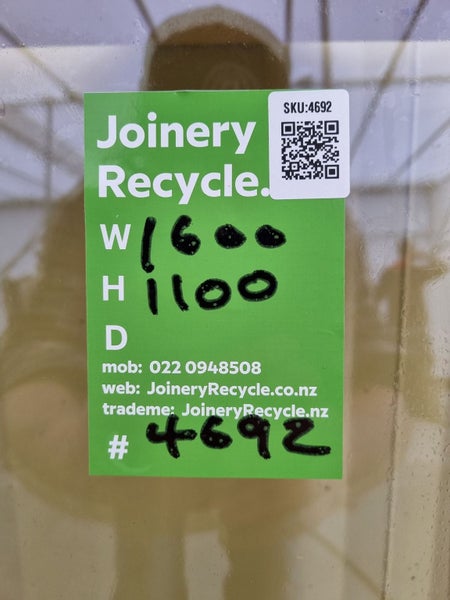 SKU:4692
Joinery
Recycle.
W 1600
H 1100
D
mob: 022 0948508
web: JoineryRecycle.co.nz
trademe: JoineryRecycle.nz
# 4692